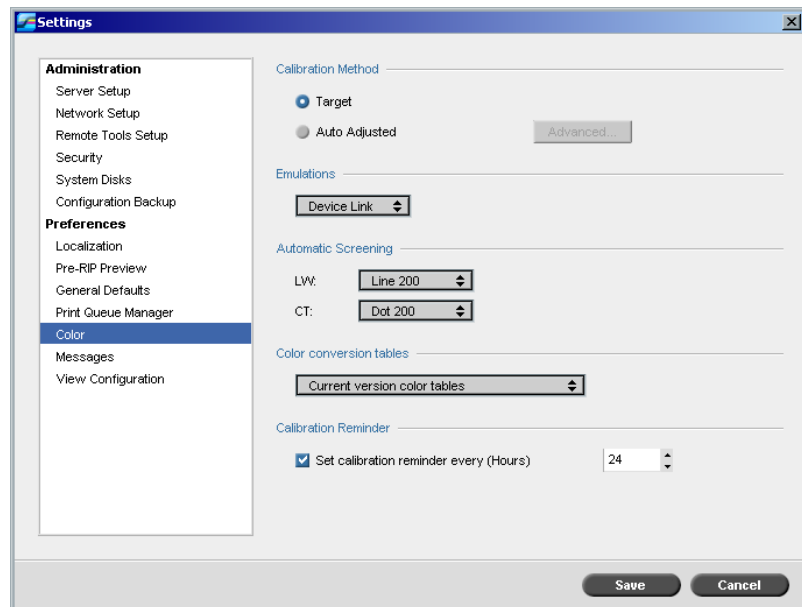 Settings
Administration
Server Setup
Network Setup
Remote Tools Setup
Security
System Disks
Configuration Backup
Preferences
Localization
Pre-RIP Preview
General Defaults
Print Queue Manager
Color
Messages
View Configuration
Calibration Method
Target
Auto Adjusted
Advanced...
Emulations
Device Link
Automatic Screening
LW:
Line 200
CT:
Dot 200
Color conversion tables
Current version color tables
Calibration Reminder
Set calibration reminder every (Hours)
24
Save
Cancel